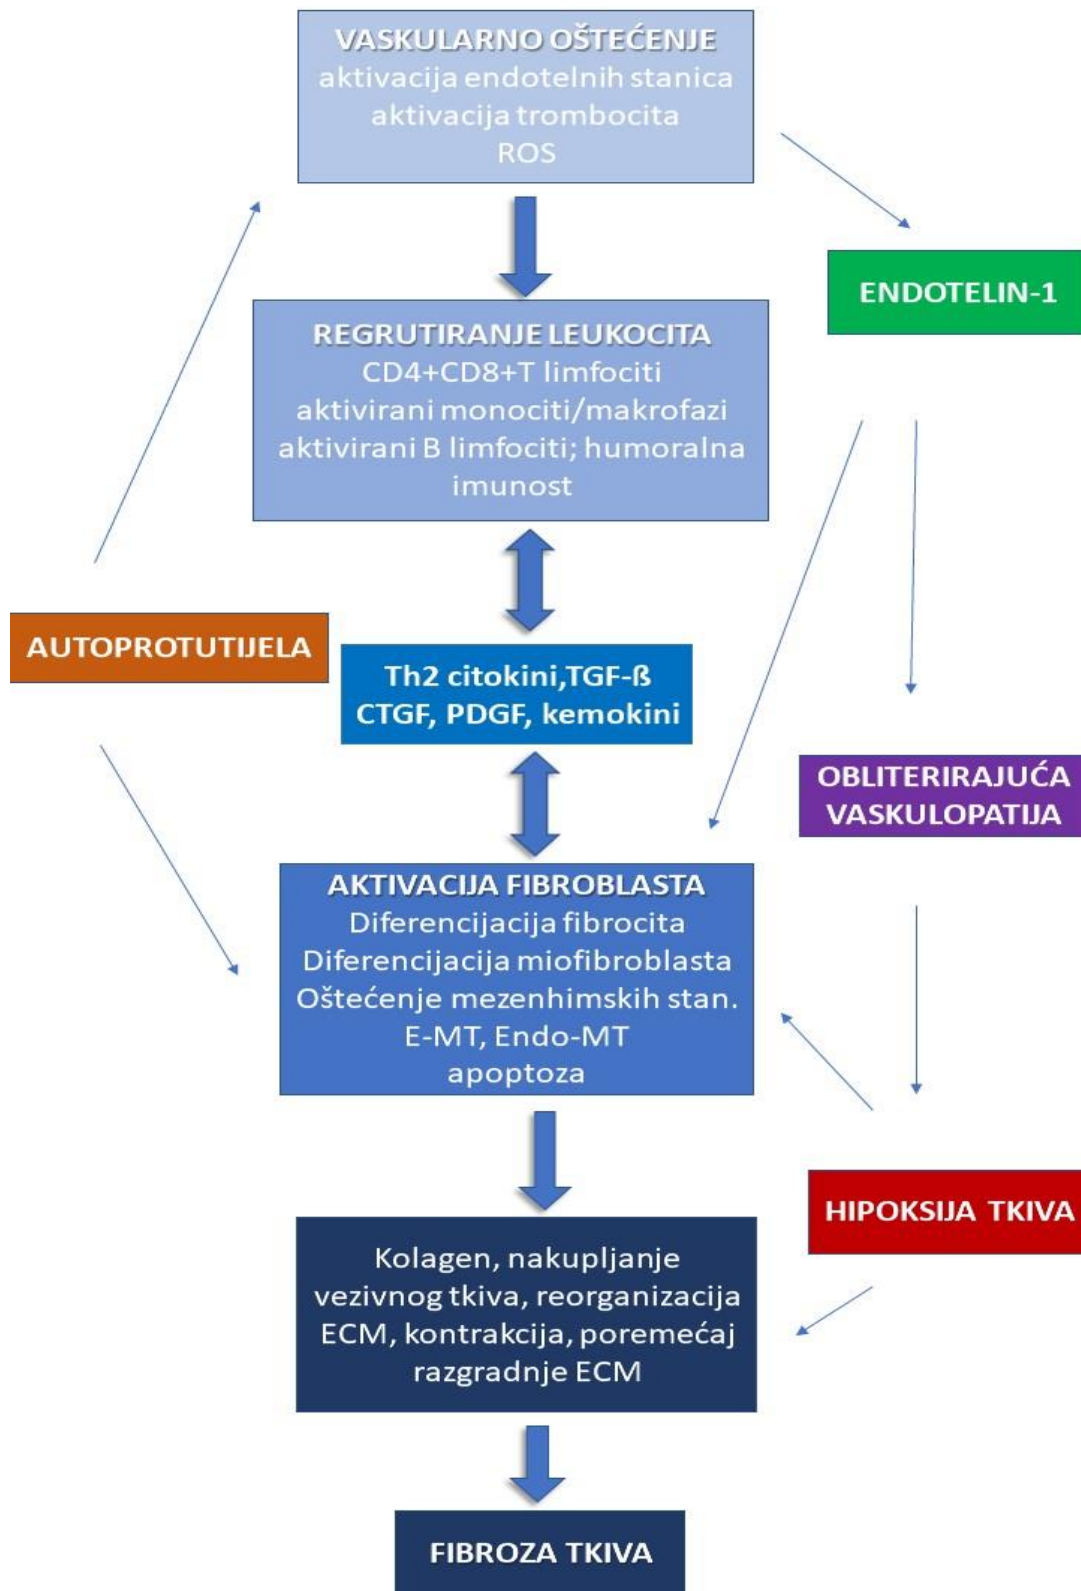 VASKULARNO OŠTEĆENJE
aktivacija endotelnih stanica
aktivacija trombocita
ROS
ENDOTELIN-1
REGRUTIRANJE LEUKOCITA
CD4+CD8+T limfociti
aktivirani monociti/makrofazi
aktivirani B limfociti; humoralna
imunost
AUTOPROTUTIJELA
Th2 citokini,TGF-ß
CTGF, PDGF, kemokini
OBLITERIRAJUĆA
VASKULOPATIJA
AKTIVACIJA FIBROBLASTA
Diferencijacija fibrocita
Diferencijacija miofibroblasta
Oštećenje mezenhimskih stan.
E-MT, Endo-MT
apoptoza
HIPOKSIJA TKIVA
Kolagen, nakupljanje
vezivnog tkiva, reorganizacija
ECM, kontrakcija, poremećaj
razgradnje ECM
FIBROZA TKIVA